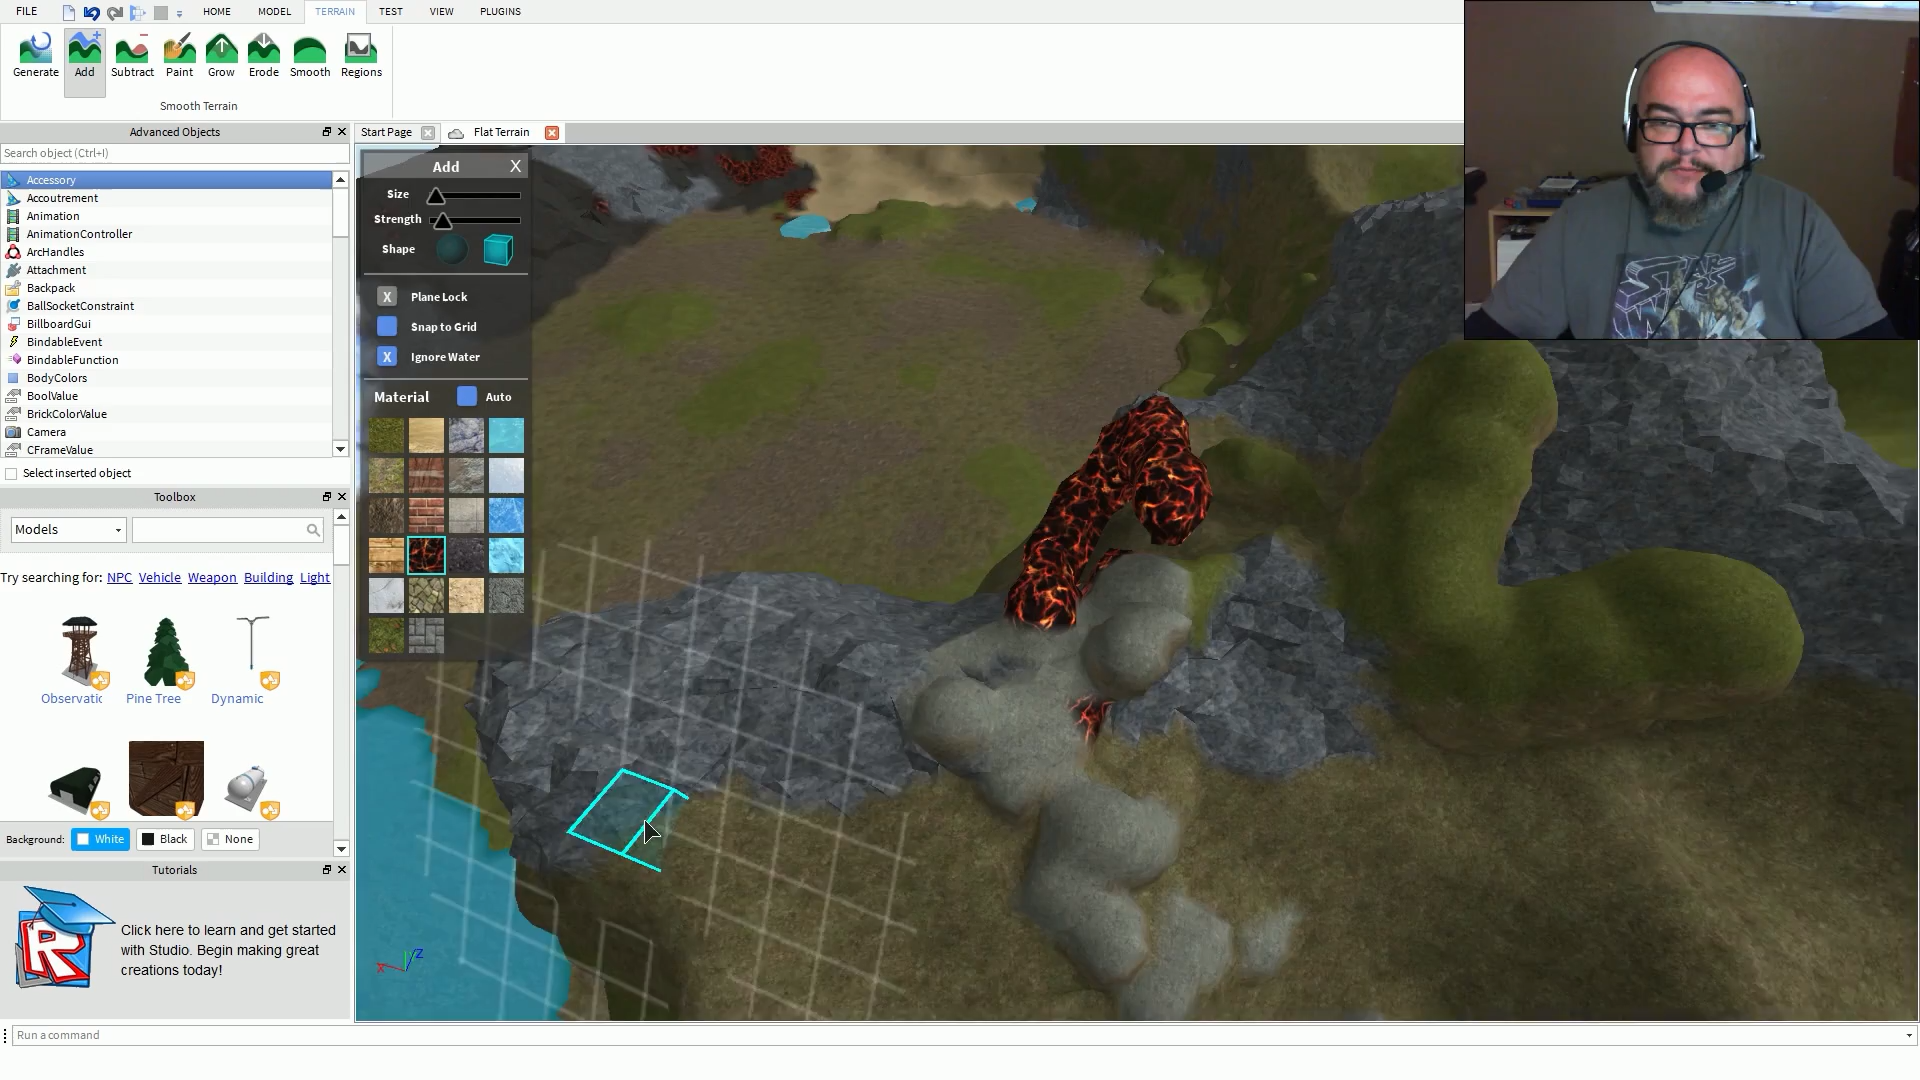 FILE HOME MODEL TERRAIN TEST VIEW PLUGINS
Generate Add Subtract Paint Grow Erode Smooth Regions
Smooth Terrain
Advanced Objects
Search object (Ctrl+I)
Accessory
Accoutrement
Animation
AnimationController
ArcHandles
Attachment
Backpack
BallSocketConstraint
BillboardGui
BindableEvent
BindableFunction
BodyColors
BoolValue
BrickColorValue
Camera
CFrameValue
Select inserted object
Toolbox
Models
Try searching for: NPC Vehicle Weapon Building Light
Observatic Pine Tree Dynamic
Background: White Black None
Tutorials
Click here to learn and get started
with Studio. Begin making great
creations today!
Start Page Flat Terrain
Add X
Size
Strength
Shape
X Plane Lock
Snap to Grid
X Ignore Water
Material Auto
X Z
Run a command